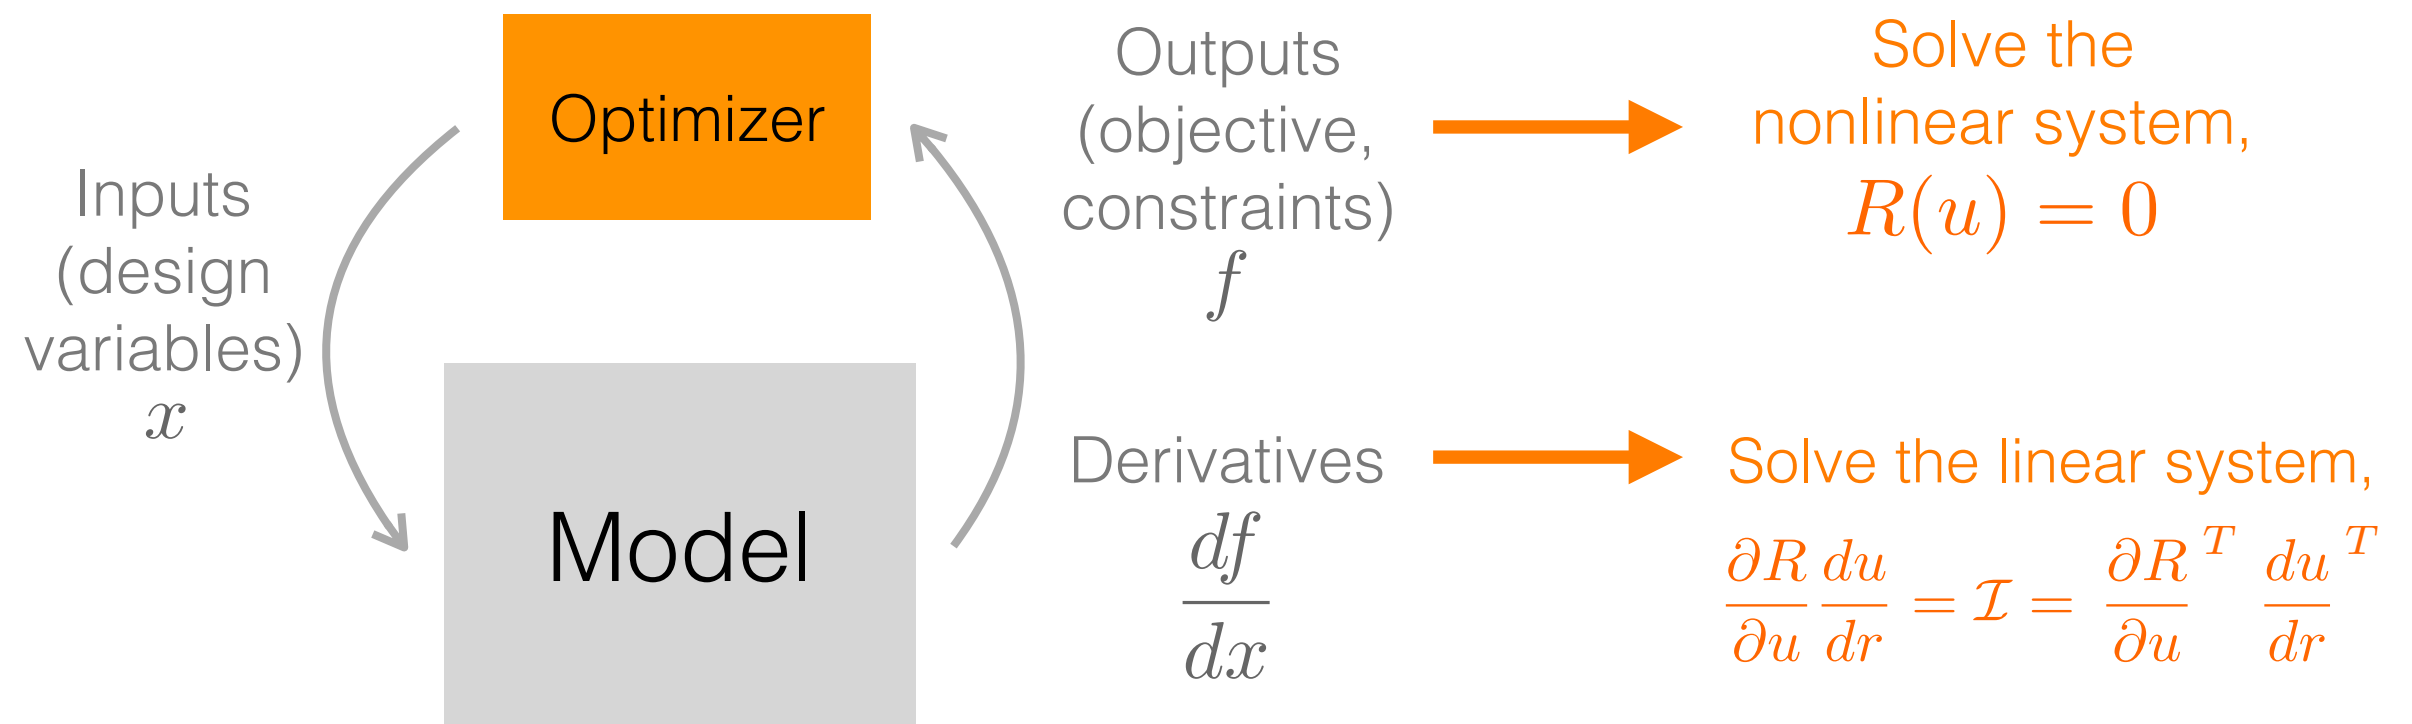 Optimizer
Inputs
(design
variables)
x
Model
Outputs
(objective,
constraints)
f
Derivatives
df
dx
Solve the
nonlinear system,
R(u) = 0
Solve the linear system,
∂R/∂u du/dr = 𝓘 = ∂R/∂u^T du/dr^T